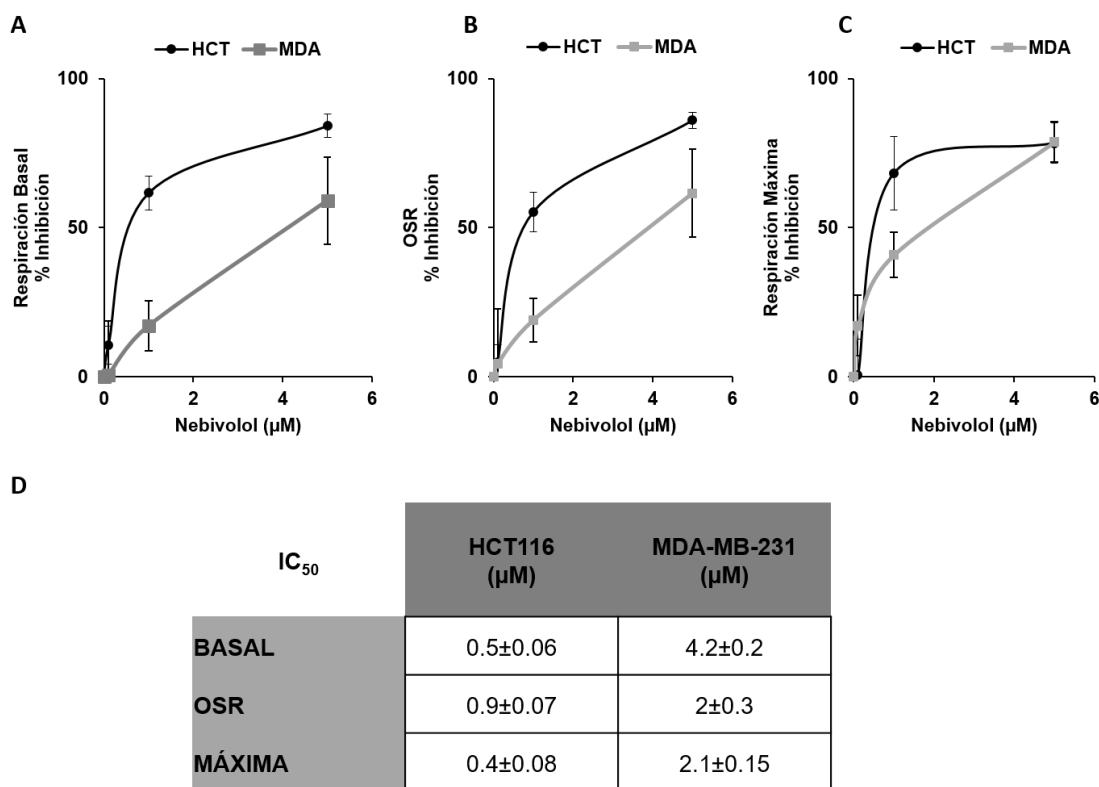 A
HCT MDA
Respiración Basal
% Inhibición
100
50
0
0 2 4 6
Nebivolol (µM)
B
HCT MDA
OSR
% Inhibición
100
50
0
0 2 4 6
Nebivolol (µM)
C
HCT MDA
Respiración Máxima
% Inhibición
100
50
0
0 2 4 6
Nebivolol (µM)
D
IC₅₀
HCT116
(µM)
MDA-MB-231
(µM)
BASAL 0.5±0.06 4.2±0.2
OSR 0.9±0.07 2±0.3
MÁXIMA 0.4±0.08 2.1±0.15